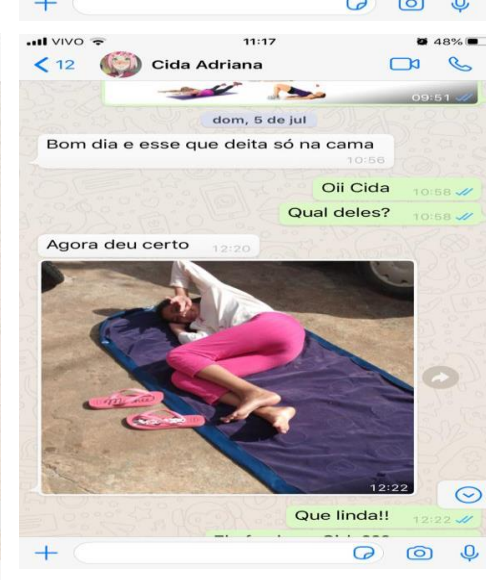 VIVO
11:17
48%
12
Cida Adriana
09:51
dom, 5 de jul
Bom dia e esse que deita só na cama
10:56
Oii Cida
10:58
Qual deles?
10:58
Agora deu certo
12:20
12:22
Que linda!!
12:22